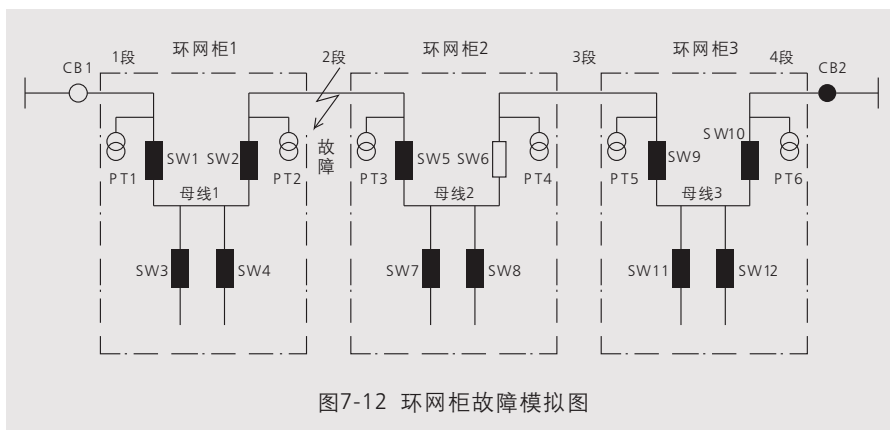 环网柜1
环网柜2
环网柜3
1段
2段
3段
4段
CB1
CB2
SW1
SW2
故障
SW5
SW6
SW9
SW10
PT1
PT2
PT3
PT4
PT5
PT6
母线1
母线2
母线3
SW3
SW4
SW7
SW8
SW11
SW12
图7-12 环网柜故障模拟图